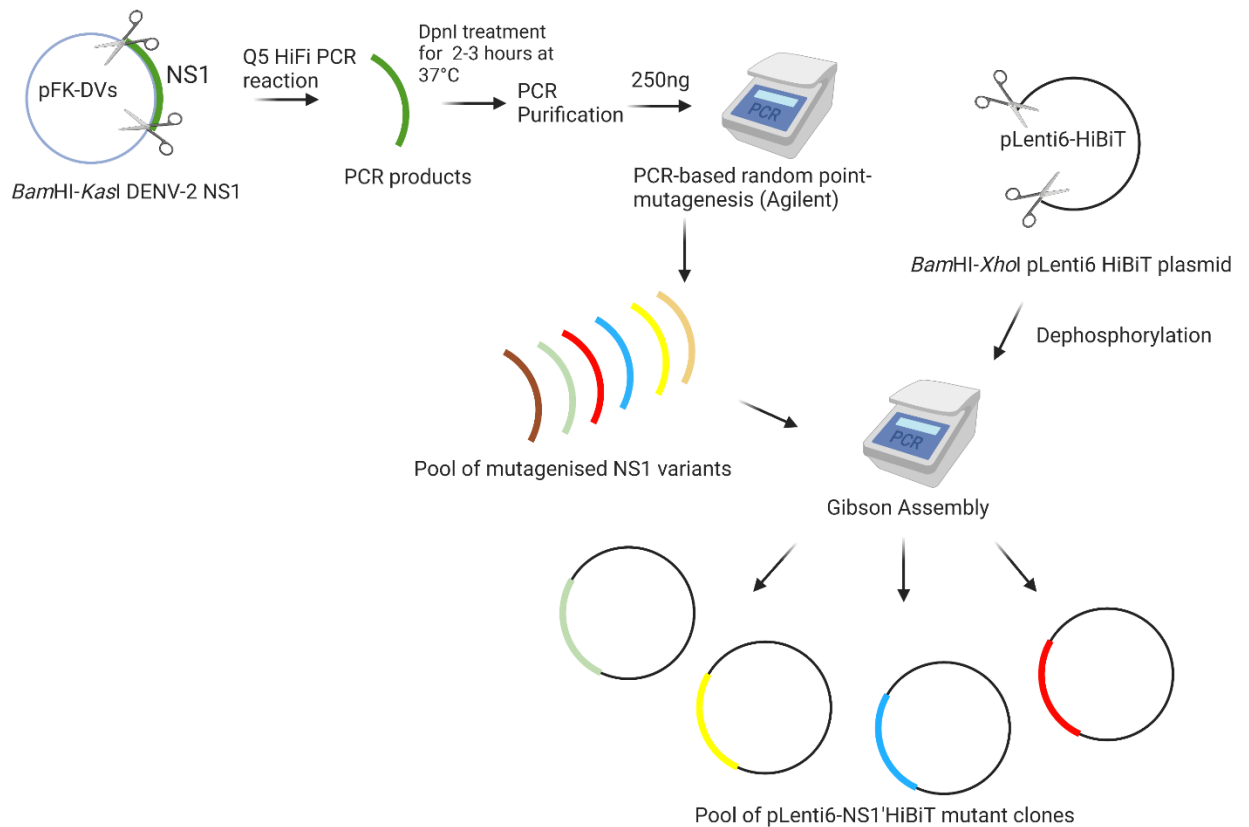 pFK-DVs
NS1
BamHI-KasI DENV-2 NS1
Q5 HiFi PCR
reaction
PCR products
DpnI treatment
for 2-3 hours at
37°C
PCR
Purification
250ng
PCR
PCR-based random point-
mutagenesis (Agilent)
pLenti6-HiBiT
BamHI-XhoI pLenti6 HiBiT plasmid
Dephosphorylation
Pool of mutagenised NS1 variants
PCR
Gibson Assembly
Pool of pLenti6-NS1'HiBiT mutant clones